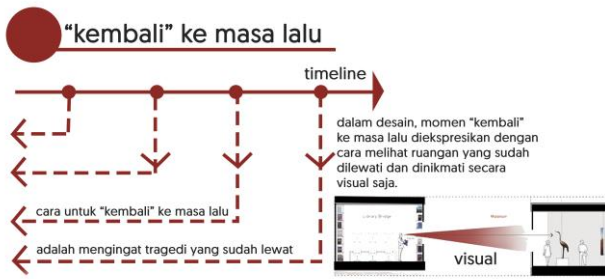 “kembali” ke masa lalu
timeline
dalam desain, momen “kembali”
ke masa lalu diekspresikan dengan
cara melihat ruangan yang sudah
dilewati dan dinikmati secara
visual saja.
cara untuk “kembali” ke masa lalu
adalah mengingat tragedi yang sudah lewat
visual